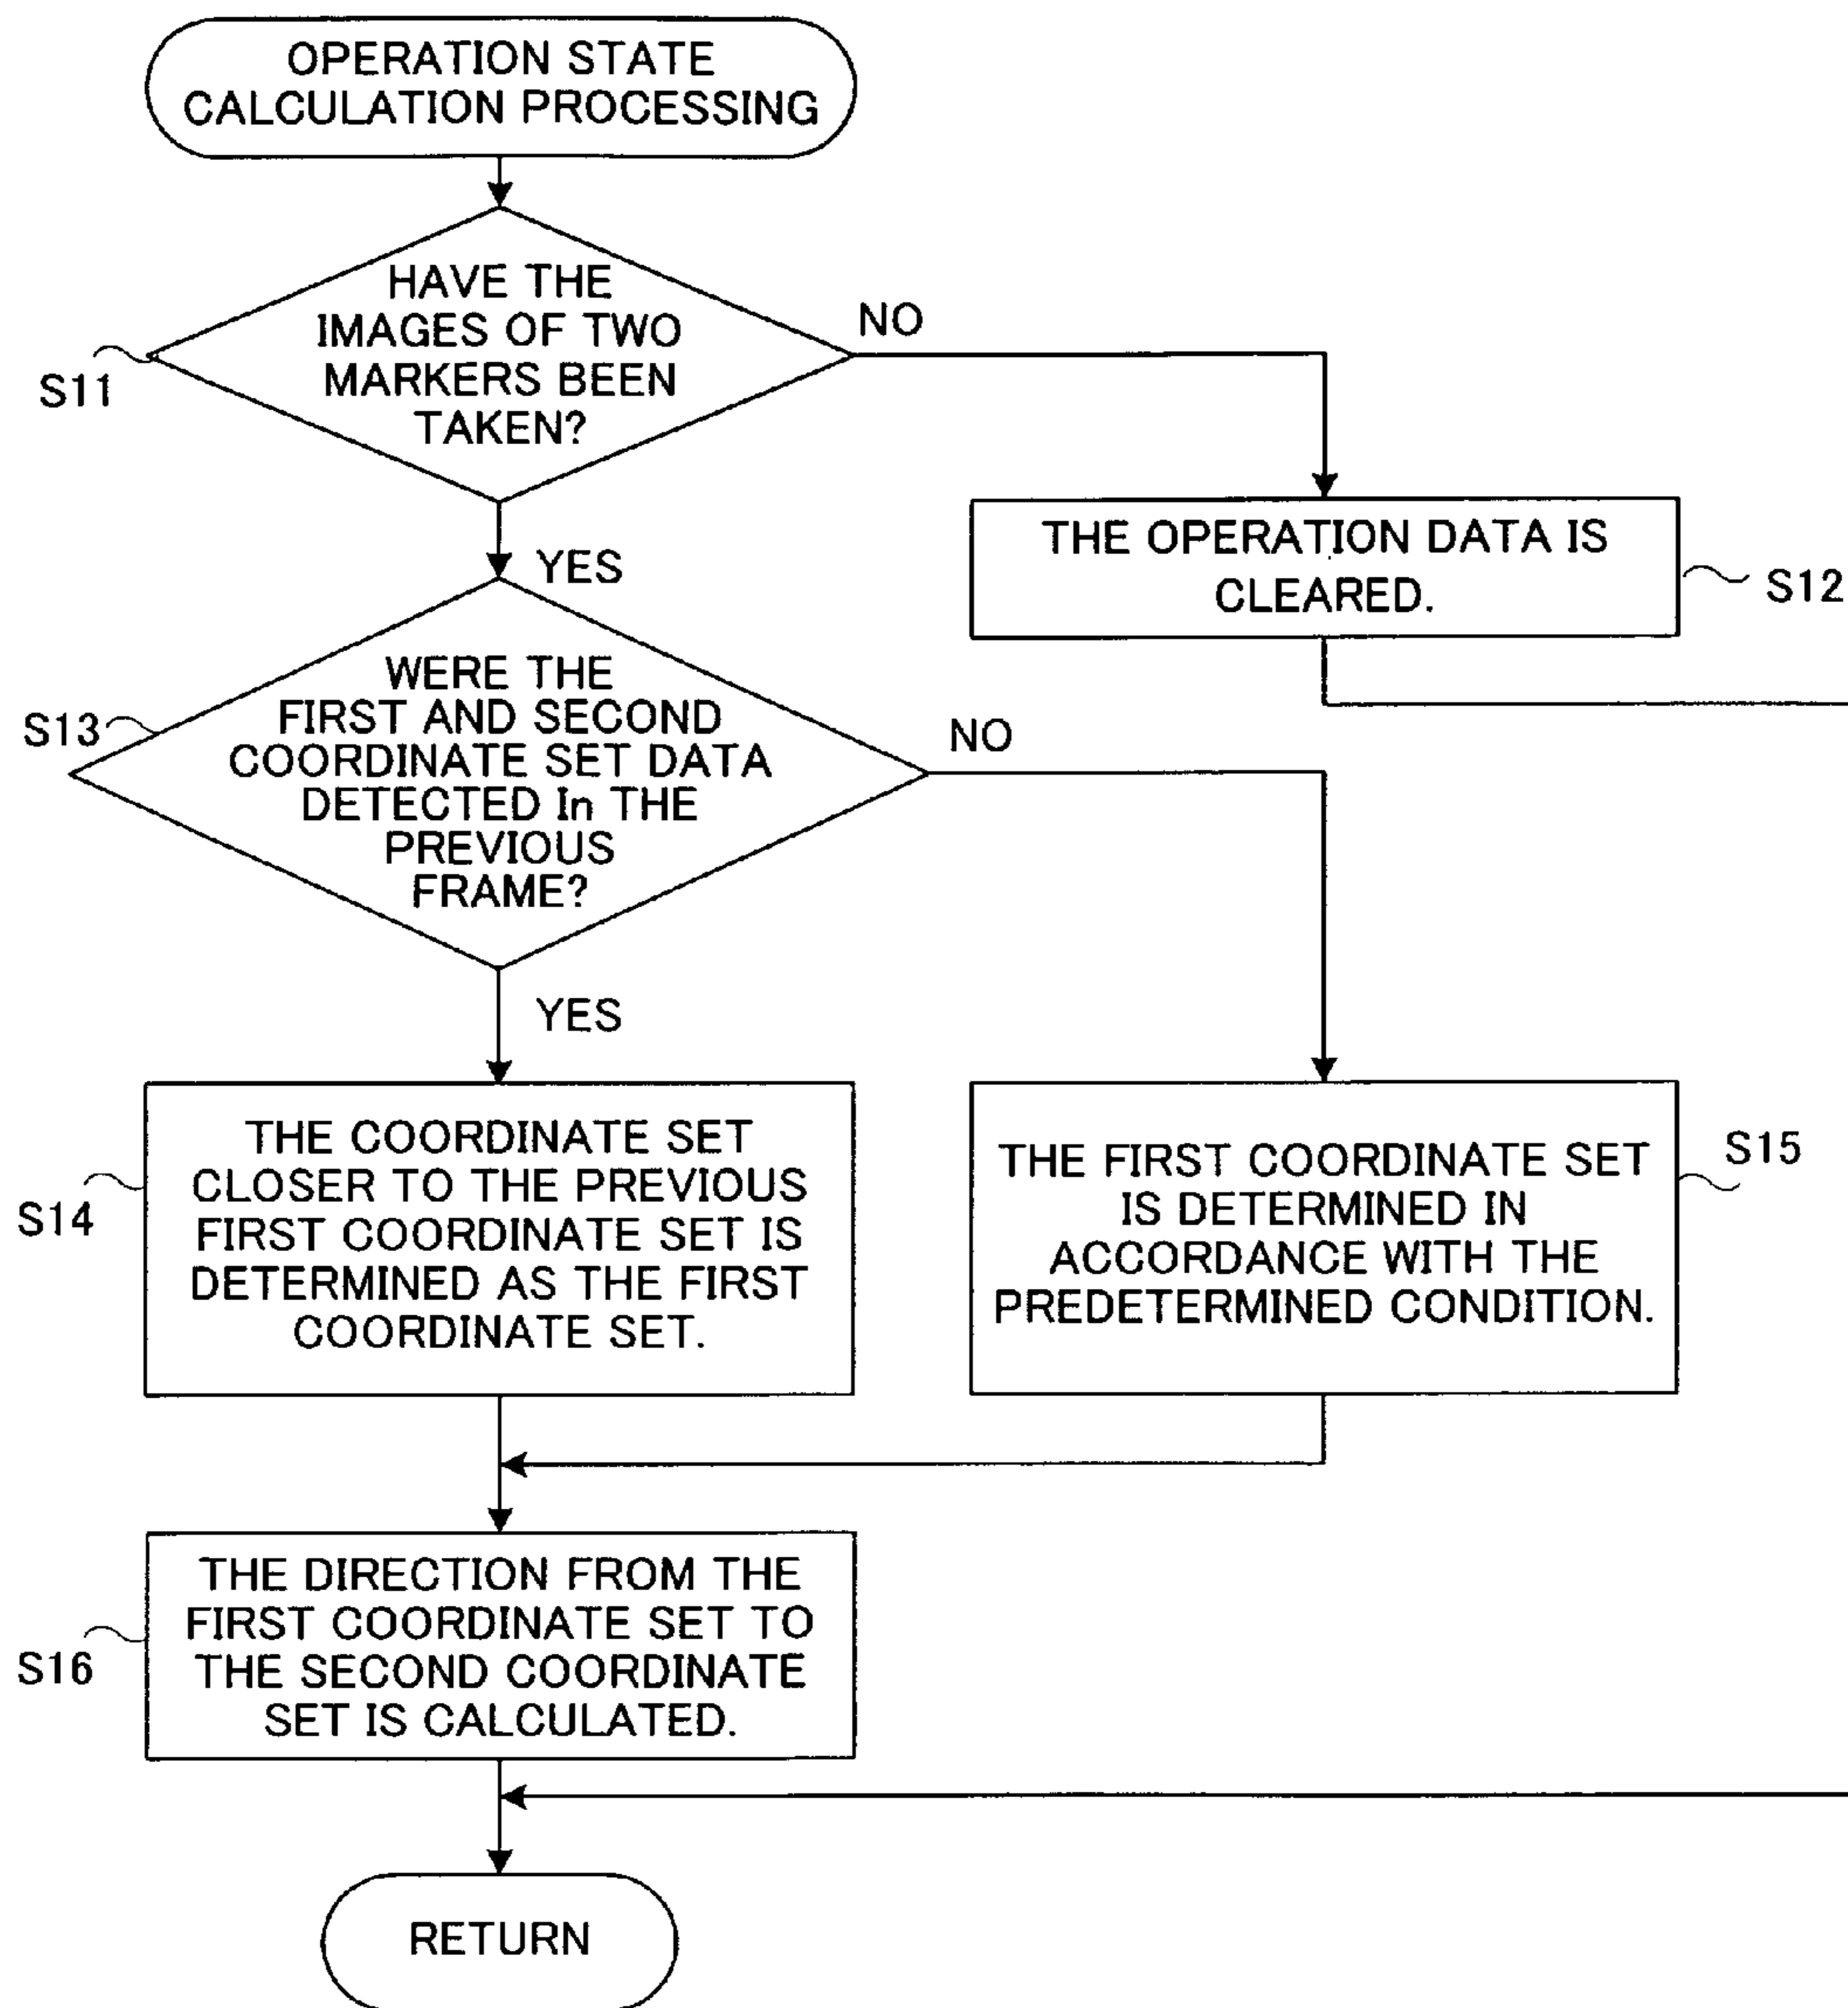 OPERATION STATE
CALCULATION PROCESSING
HAVE THE
IMAGES OF TWO
MARKERS BEEN
TAKEN?
S11
NO
YES
THE OPERATION DATA IS
CLEARED.
S12
WERE THE
FIRST AND SECOND
COORDINATE SET DATA
DETECTED In THE
PREVIOUS
FRAME?
S13
NO
YES
THE COORDINATE SET
CLOSER TO THE PREVIOUS
FIRST COORDINATE SET IS
DETERMINED AS THE FIRST
COORDINATE SET.
S14
THE FIRST COORDINATE SET
IS DETERMINED IN
ACCORDANCE WITH THE
PREDETERMINED CONDITION.
S15
THE DIRECTION FROM THE
FIRST COORDINATE SET TO
THE SECOND COORDINATE
SET IS CALCULATED.
S16
RETURN